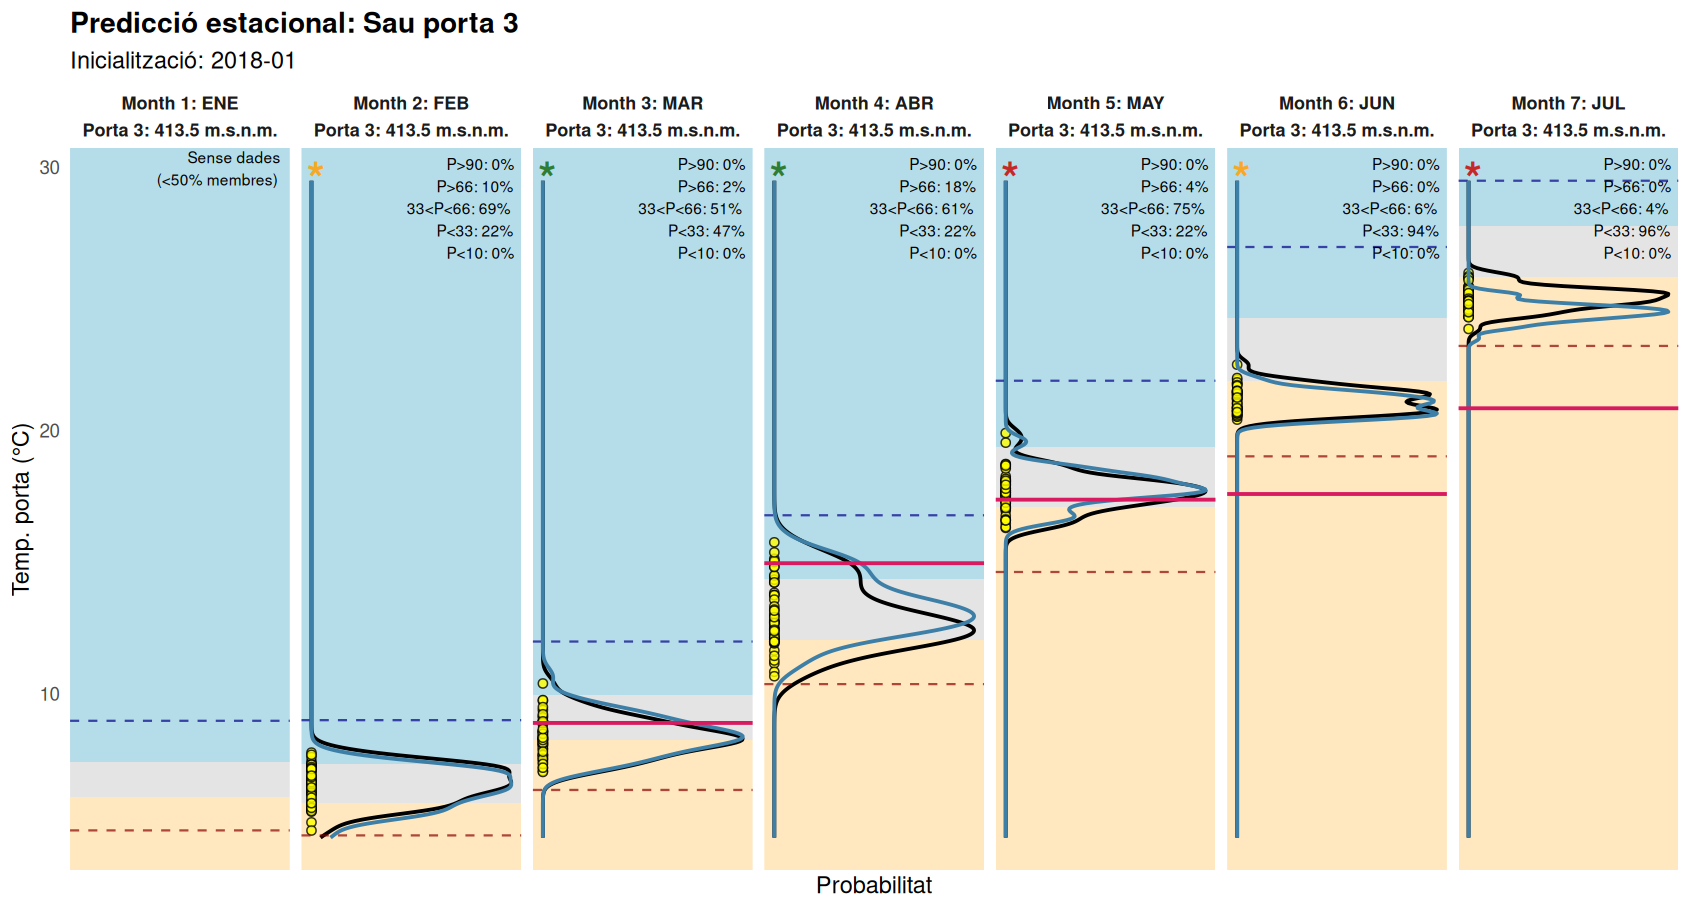 Predicció estacional: Sau porta 3
Inicialització: 2018-01
Month 1: ENE
Porta 3: 413.5 m.s.n.m.
Sense dades
(<50% membres)
Month 2: FEB
Porta 3: 413.5 m.s.n.m.
*
P>90: 0%
P>66: 10%
33<P<66: 69%
P<33: 22%
P<10: 0%
Month 3: MAR
Porta 3: 413.5 m.s.n.m.
*
P>90: 0%
P>66: 2%
33<P<66: 51%
P<33: 47%
P<10: 0%
Month 4: ABR
Porta 3: 413.5 m.s.n.m.
*
P>90: 0%
P>66: 18%
33<P<66: 61%
P<33: 22%
P<10: 0%
Month 5: MAY
Porta 3: 413.5 m.s.n.m.
*
P>90: 0%
P>66: 4%
33<P<66: 75%
P<33: 22%
P<10: 0%
Month 6: JUN
Porta 3: 413.5 m.s.n.m.
*
P>90: 0%
P>66: 0%
33<P<66: 6%
P<33: 94%
P<10: 0%
Month 7: JUL
Porta 3: 413.5 m.s.n.m.
*
P>90: 0%
P>66: 0%
33<P<66: 4%
P<33: 96%
P<10: 0%
30
20
10
Temp. porta (°C)
Probabilitat